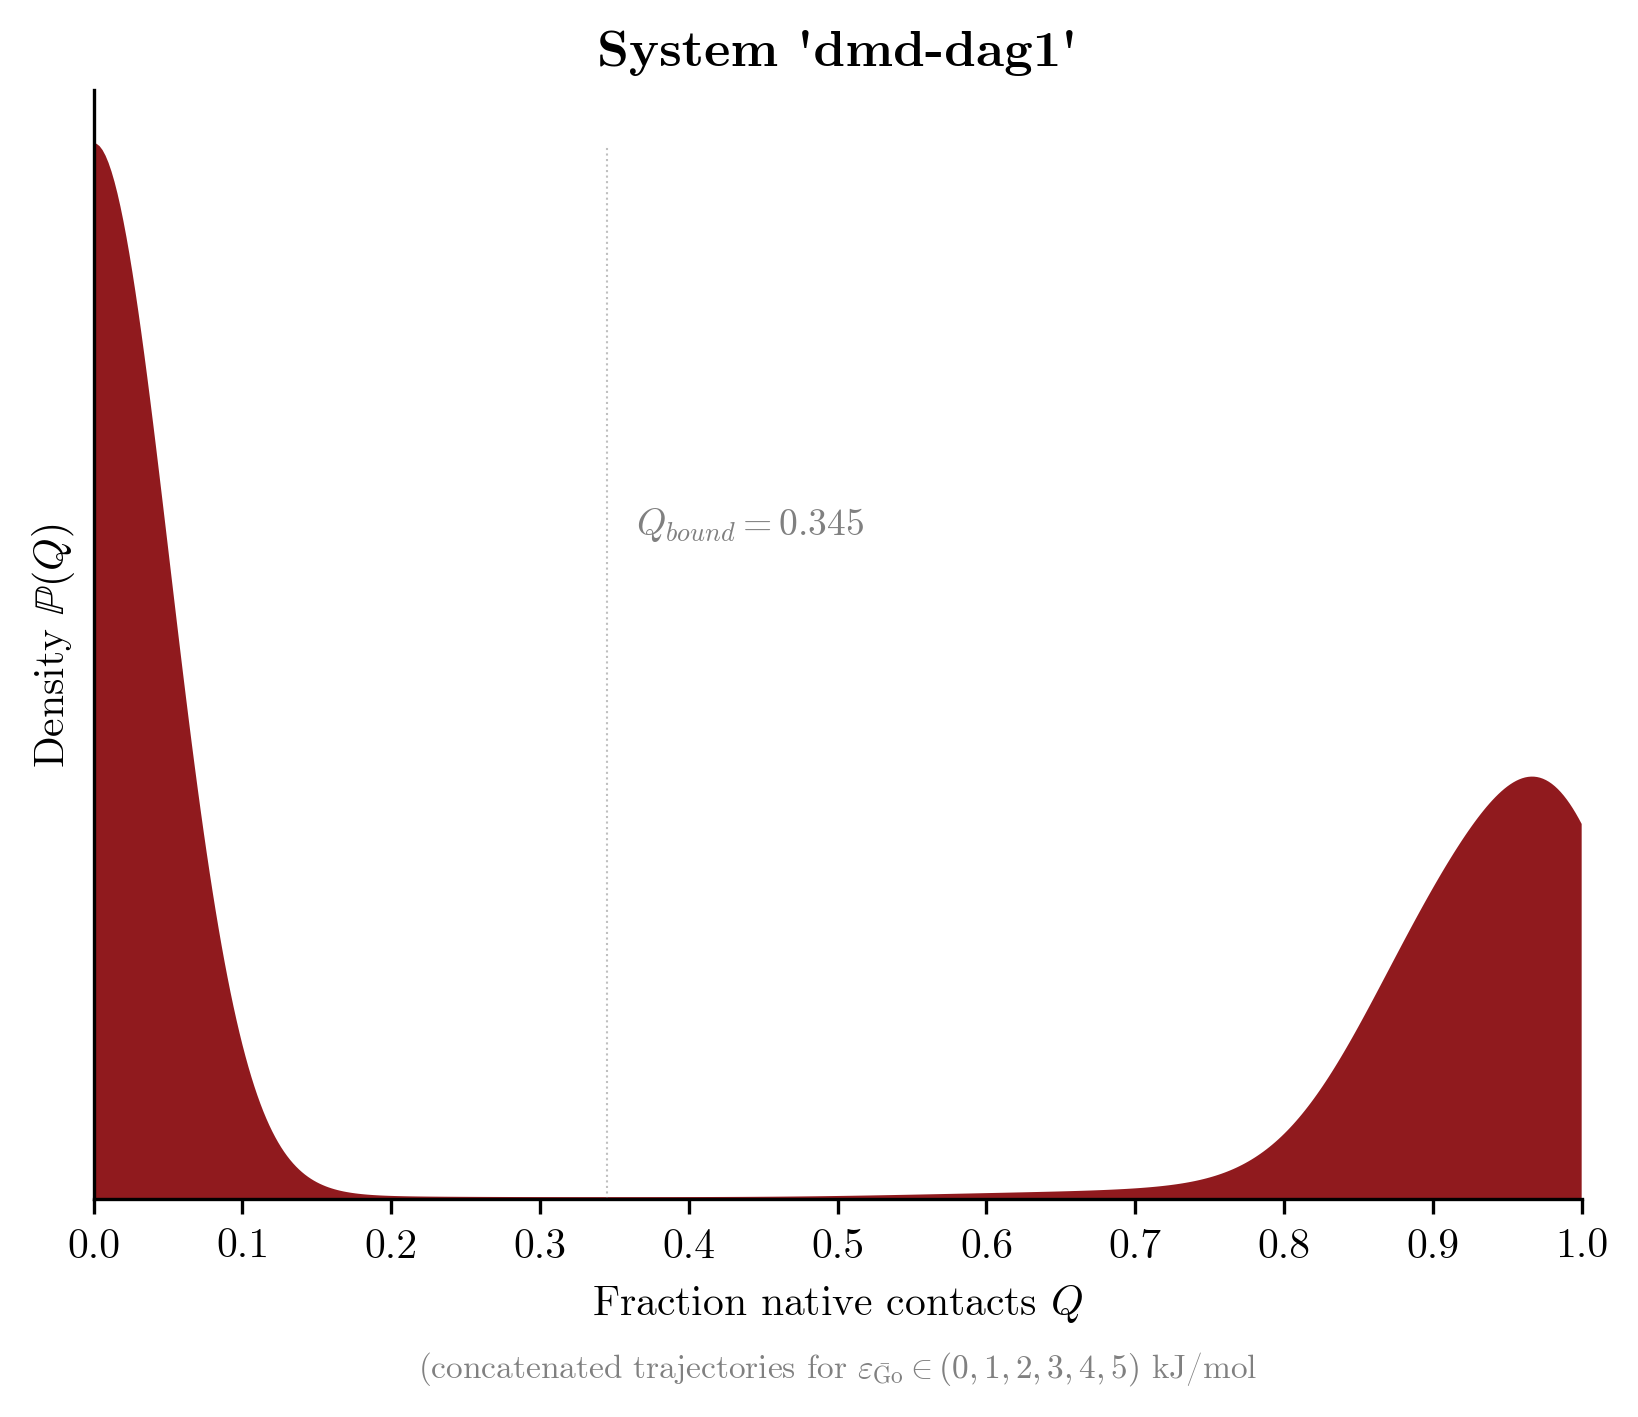 System 'dmd-dag1'
Density ℙ(Q)
Q_bound = 0.345
0.0 0.1 0.2 0.3 0.4 0.5 0.6 0.7 0.8 0.9 1.0
Fraction native contacts Q
(concatenated trajectories for ε_Ḡo ∈ (0, 1, 2, 3, 4, 5) kJ/mol